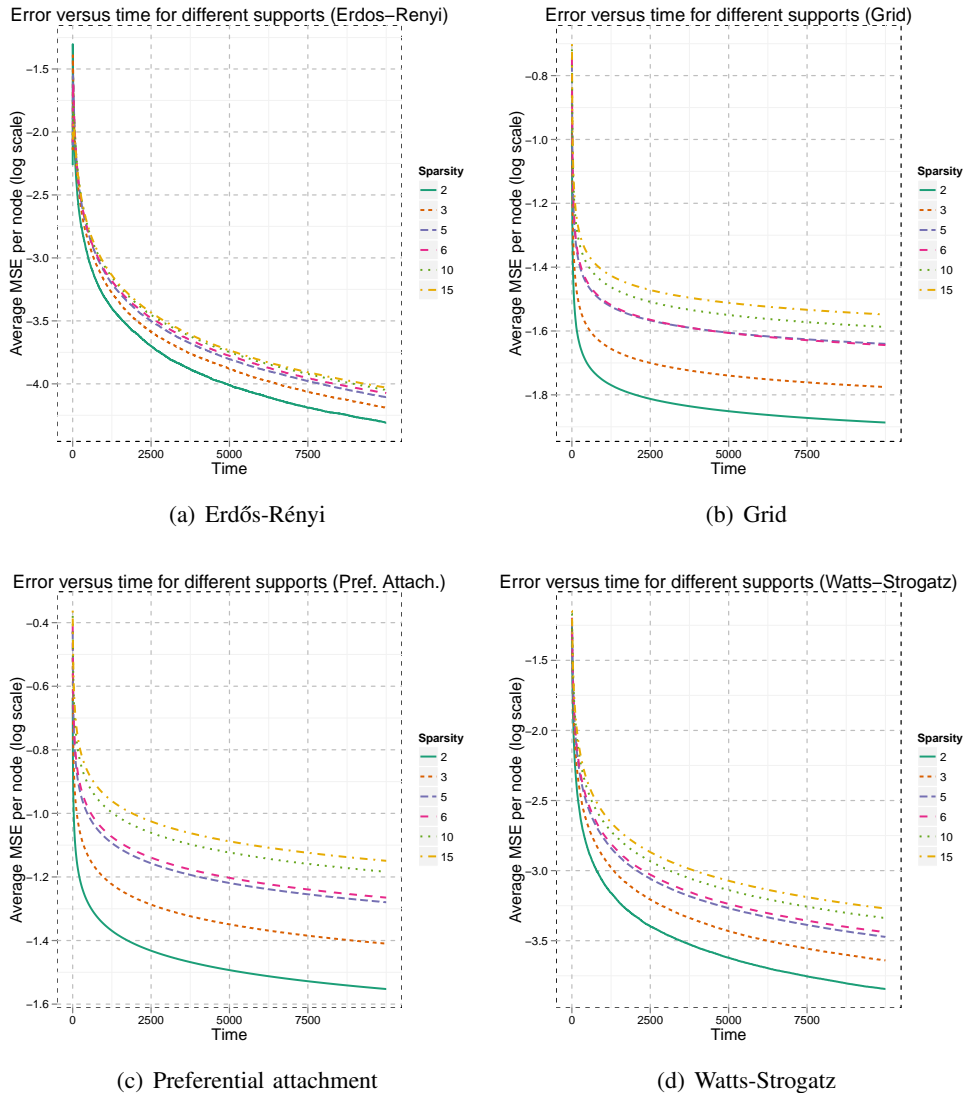 Error versus time for different supports (Erdos−Renyi)
Average MSE per node (log scale)
−1.5
−2.0
−2.5
−3.0
−3.5
−4.0
0 2500 5000 7500
Time
Sparsity
2
3
5
6
10
15
(a) Erdős-Rényi
Error versus time for different supports (Grid)
Average MSE per node (log scale)
−0.8
−1.0
−1.2
−1.4
−1.6
−1.8
0 2500 5000 7500
Time
Sparsity
2
3
5
6
10
15
(b) Grid
Error versus time for different supports (Pref. Attach.)
Average MSE per node (log scale)
−0.4
−0.6
−0.8
−1.0
−1.2
−1.4
−1.6
0 2500 5000 7500
Time
Sparsity
2
3
5
6
10
15
(c) Preferential attachment
Error versus time for different supports (Watts−Strogatz)
Average MSE per node (log scale)
−1.5
−2.0
−2.5
−3.0
−3.5
0 2500 5000 7500
Time
Sparsity
2
3
5
6
10
15
(d) Watts-Strogatz